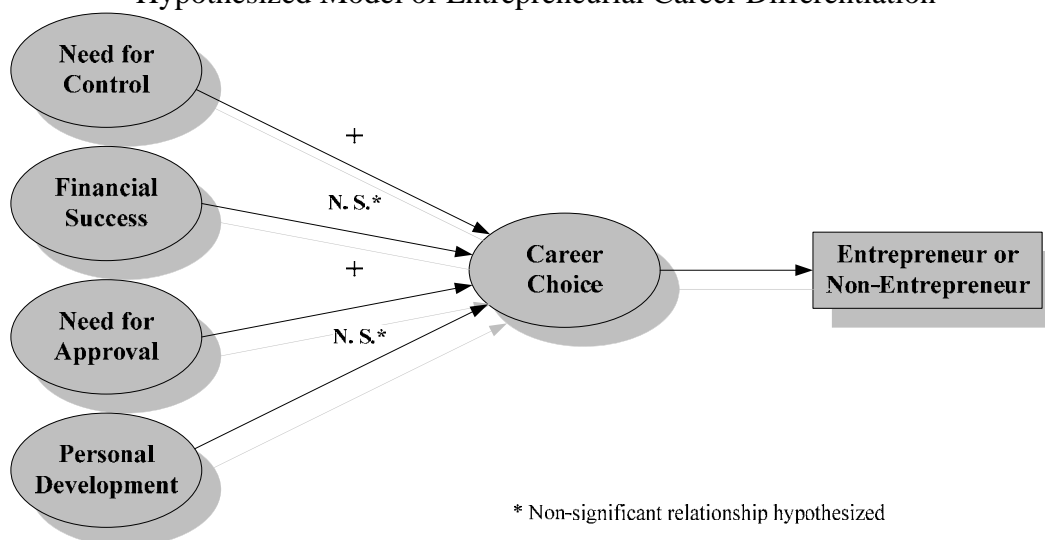 Hypothesized Model of Entrepreneurial Career Differentiation
Need for
Control
+
Financial
Success
N. S.*
Career
Choice
Entrepreneur or
Non-Entrepreneur
+
Need for
Approval
N. S.*
Personal
Development
* Non-significant relationship hypothesized